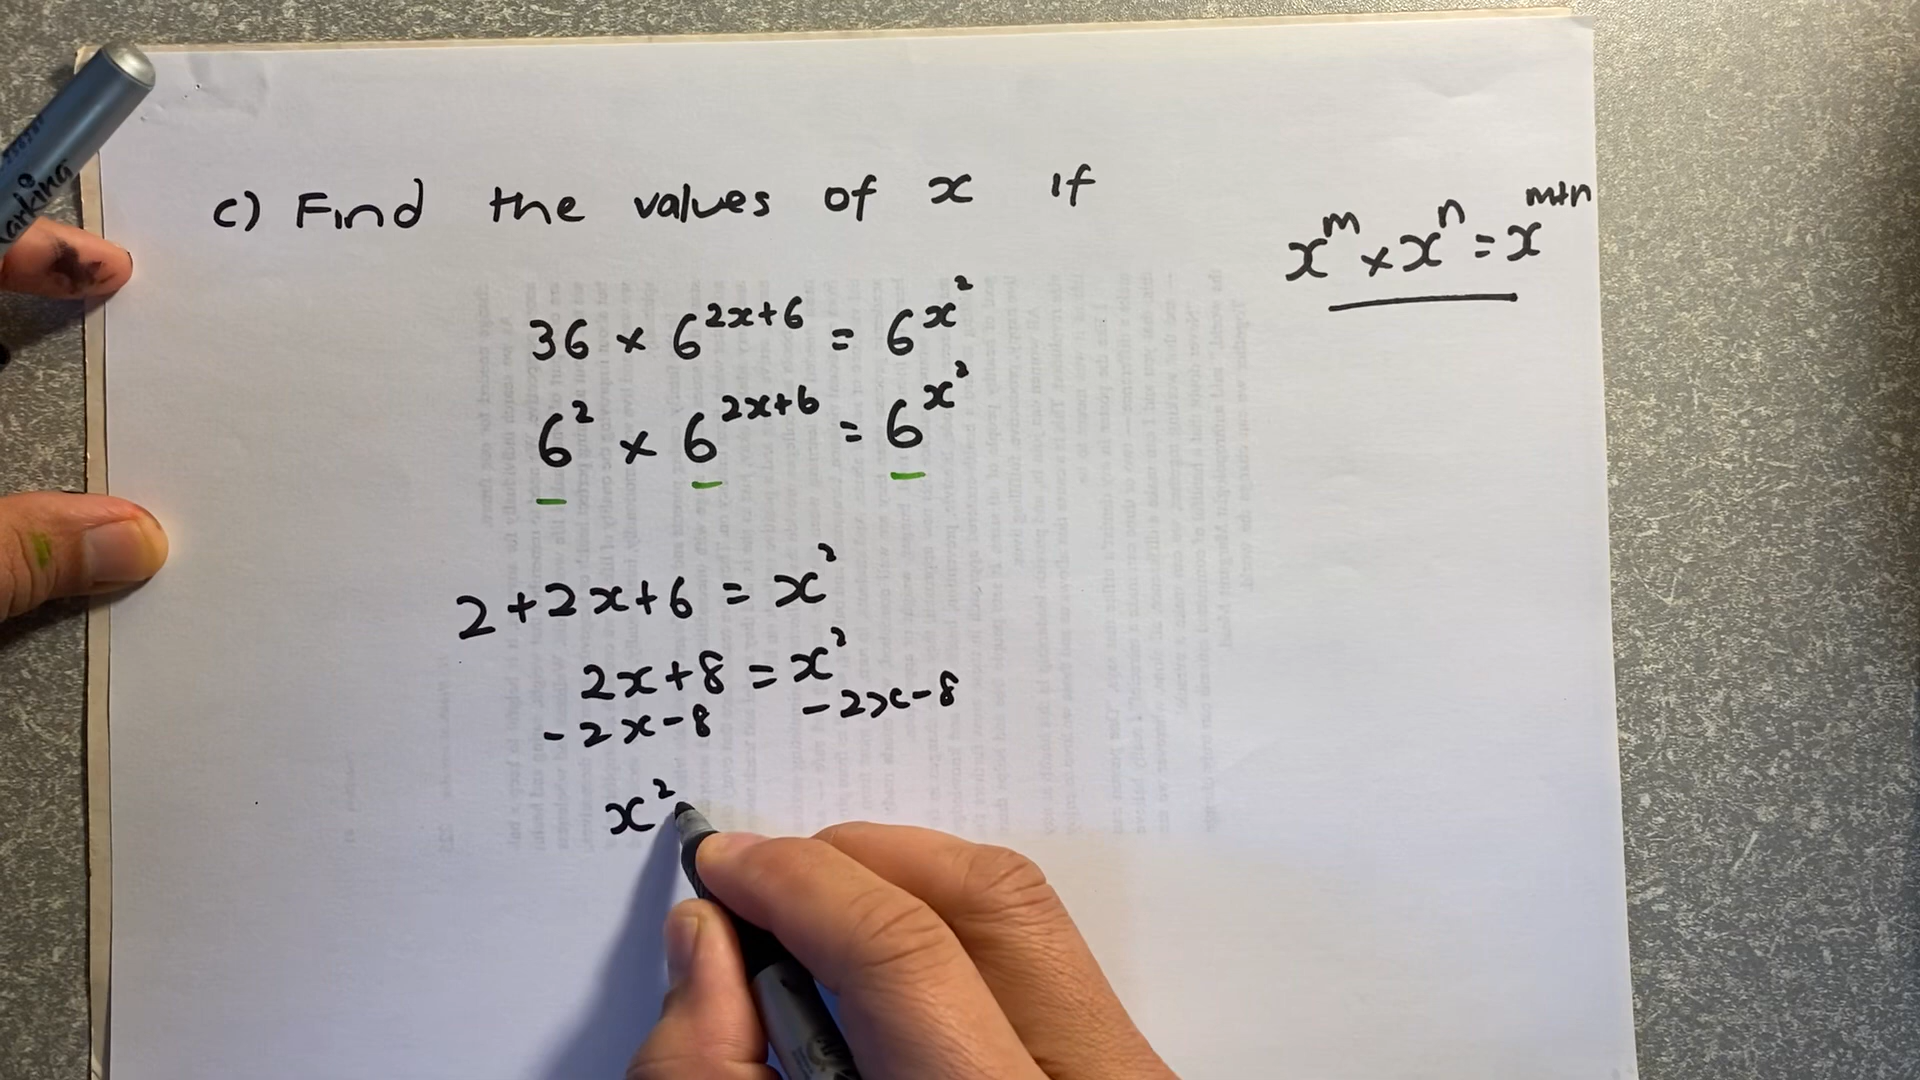 c) Find the values of x if
x^m × x^n = x^(m+n)
36 × 6^(2x+6) = 6^(x²)
6² × 6^(2x+6) = 6^(x²)
2 + 2x + 6 = x²
2x + 8 = x²
- 2x - 8 - 2x - 8
x²
arking